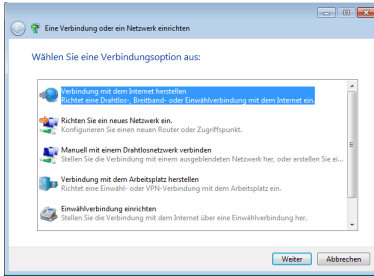 Eine Verbindung oder ein Netzwerk einrichten
Wählen Sie eine Verbindungsoption aus:
Verbindung mit dem Internet herstellen
Richtet eine Drahtlos-, Breitband- oder Einwählverbindung mit dem Internet ein.
Richten Sie ein neues Netzwerk ein.
Konfigurieren Sie einen neuen Router oder Zugriffspunkt.
Manuell mit einem Drahtlosnetzwerk verbinden
Stellen Sie die Verbindung mit einem ausgeblendeten Netzwerk her, oder erstellen Sie ei...
Verbindung mit dem Arbeitsplatz herstellen
Richtet eine Einwähl- oder VPN-Verbindung mit dem Arbeitsplatz ein.
Einwählverbindung einrichten
Stellen Sie die Verbindung mit dem Internet über eine Einwählverbindung her.
Weiter Abbrechen